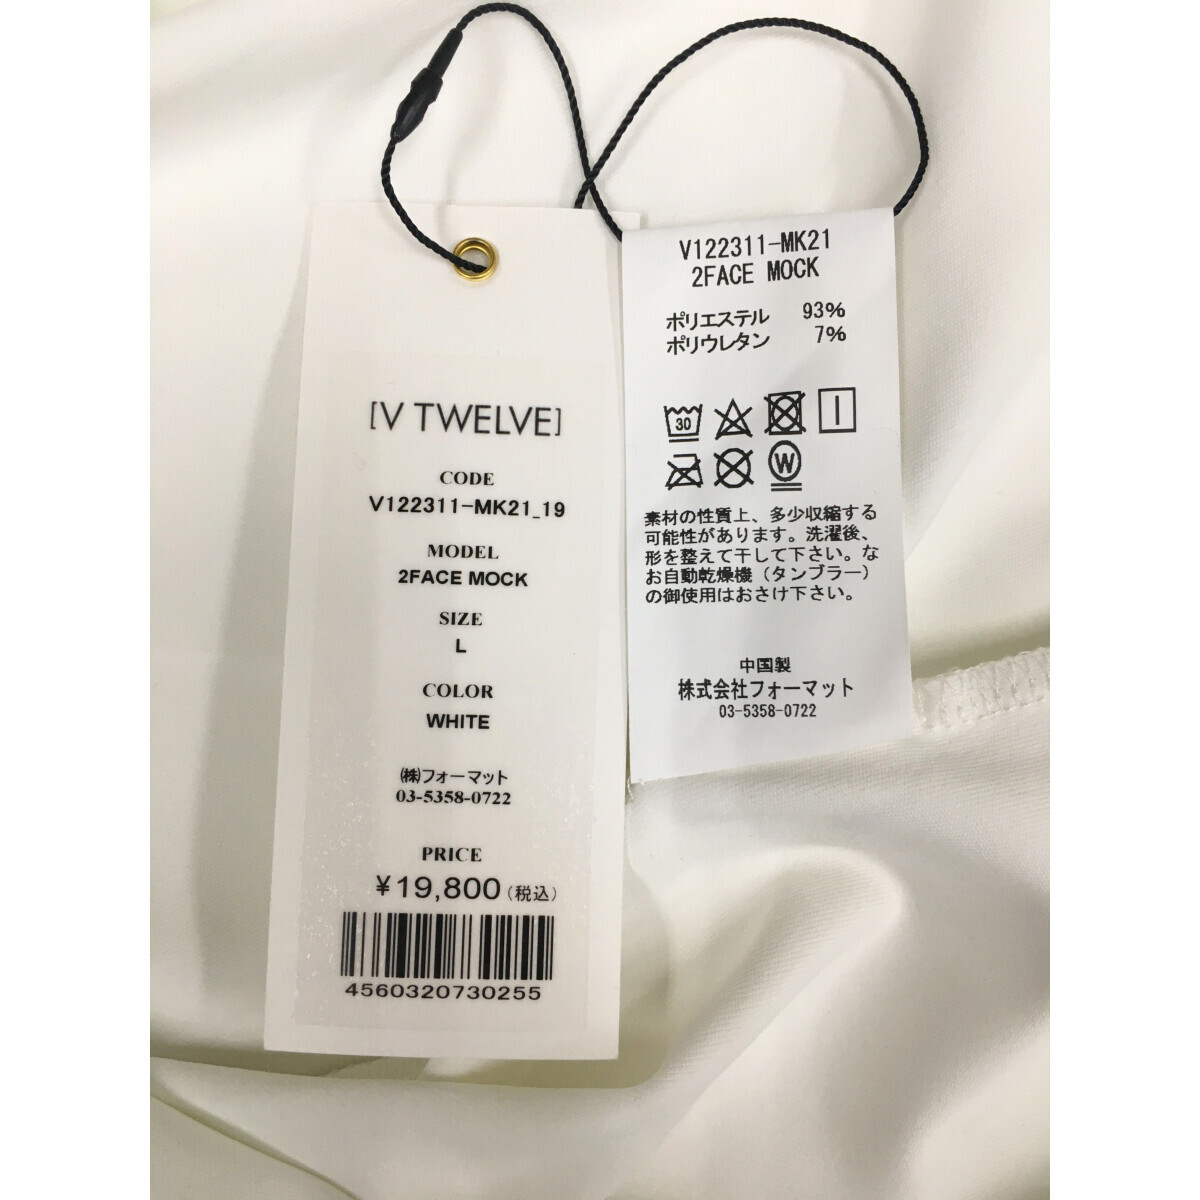 [V TWELVE]
CODE
V122311-MK21_19
MODEL
2FACE MOCK
SIZE
L
COLOR
WHITE
㈱フォーマット
03-5358-0722
PRICE
¥19,800(税込)
4560320730255
V122311-MK21
2FACE MOCK
ポリエステル 93%
ポリウレタン 7%
30
W
素材の性質上、多少収縮する
可能性があります。洗濯後、
形を整えて干して下さい。な
お自動乾燥機(タンブラー)
の御使用はおさけ下さい。
中国製
株式会社フォーマット
03-5358-0722